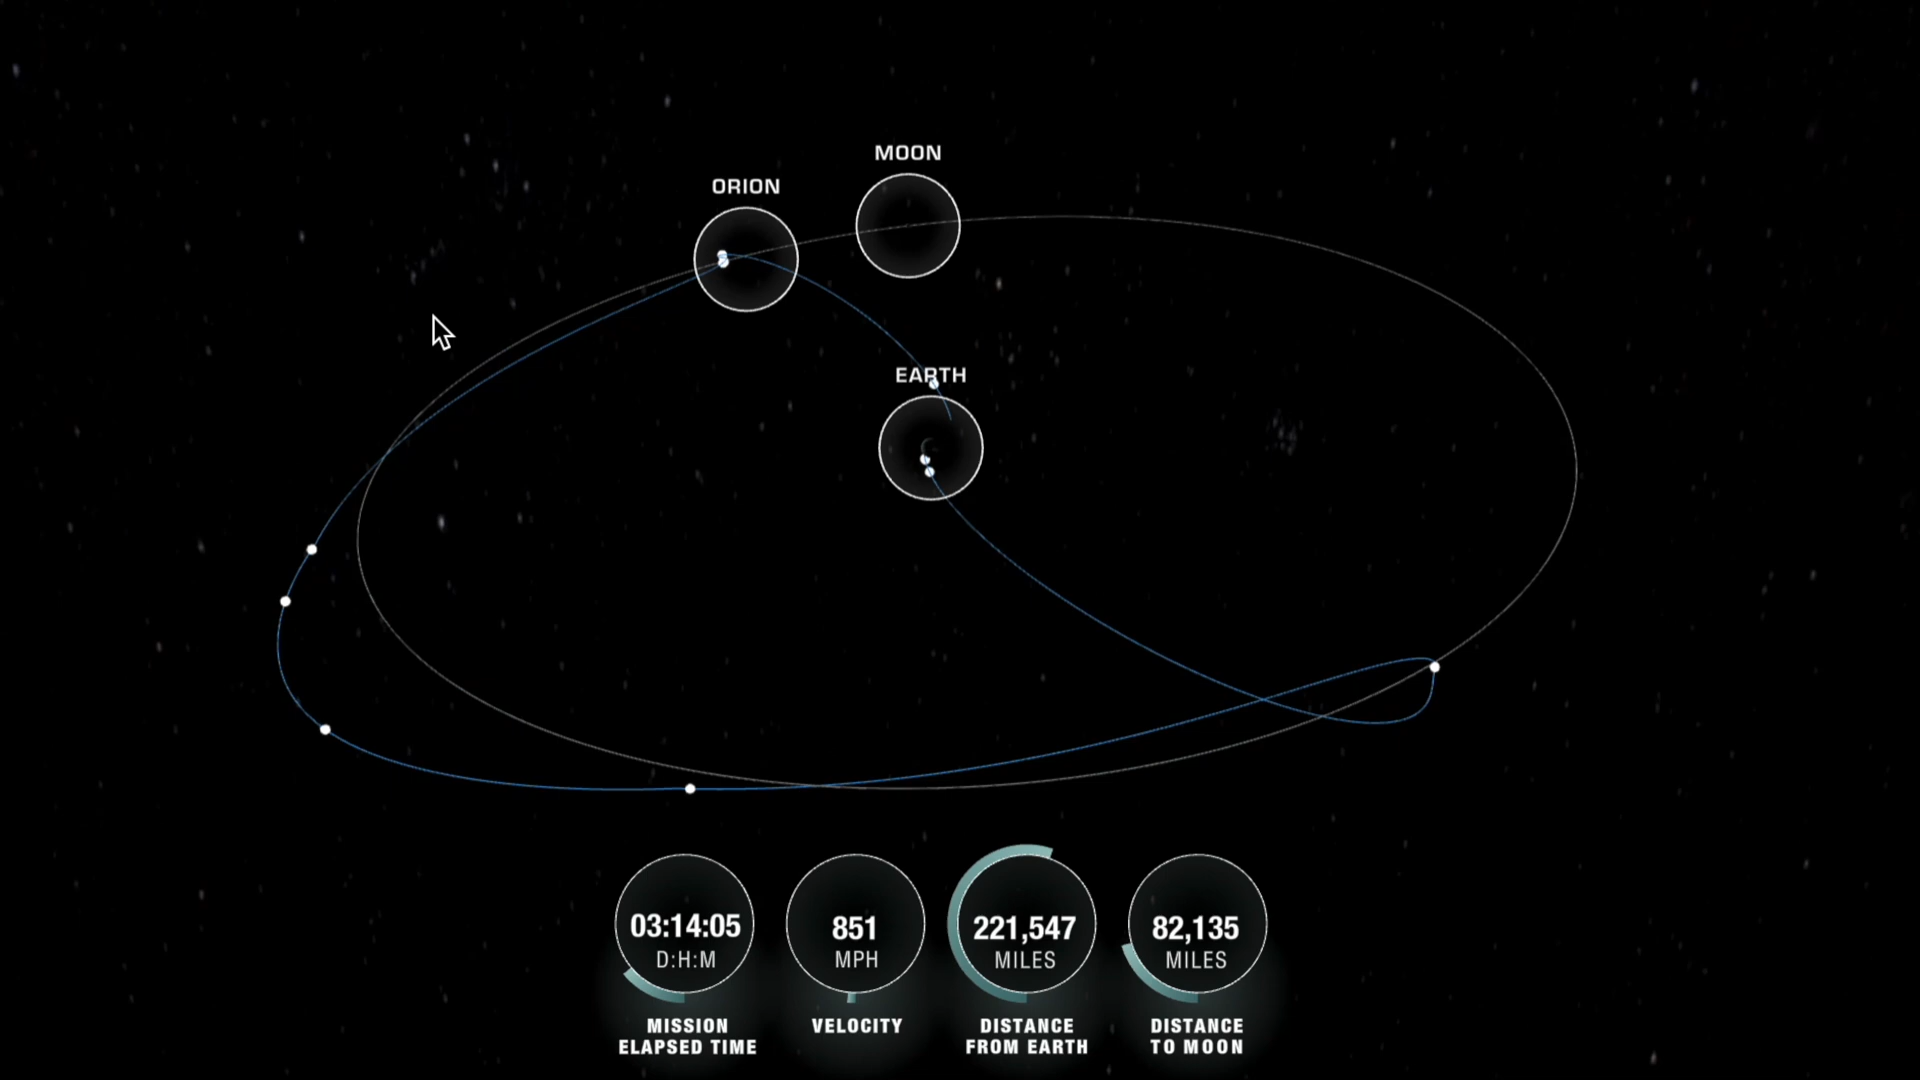 MOON
ORION
EARTH
03:14:05
D:H:M
MISSION
ELAPSED TIME
851
MPH
VELOCITY
221,547
MILES
DISTANCE
FROM EARTH
82,135
MILES
DISTANCE
TO MOON